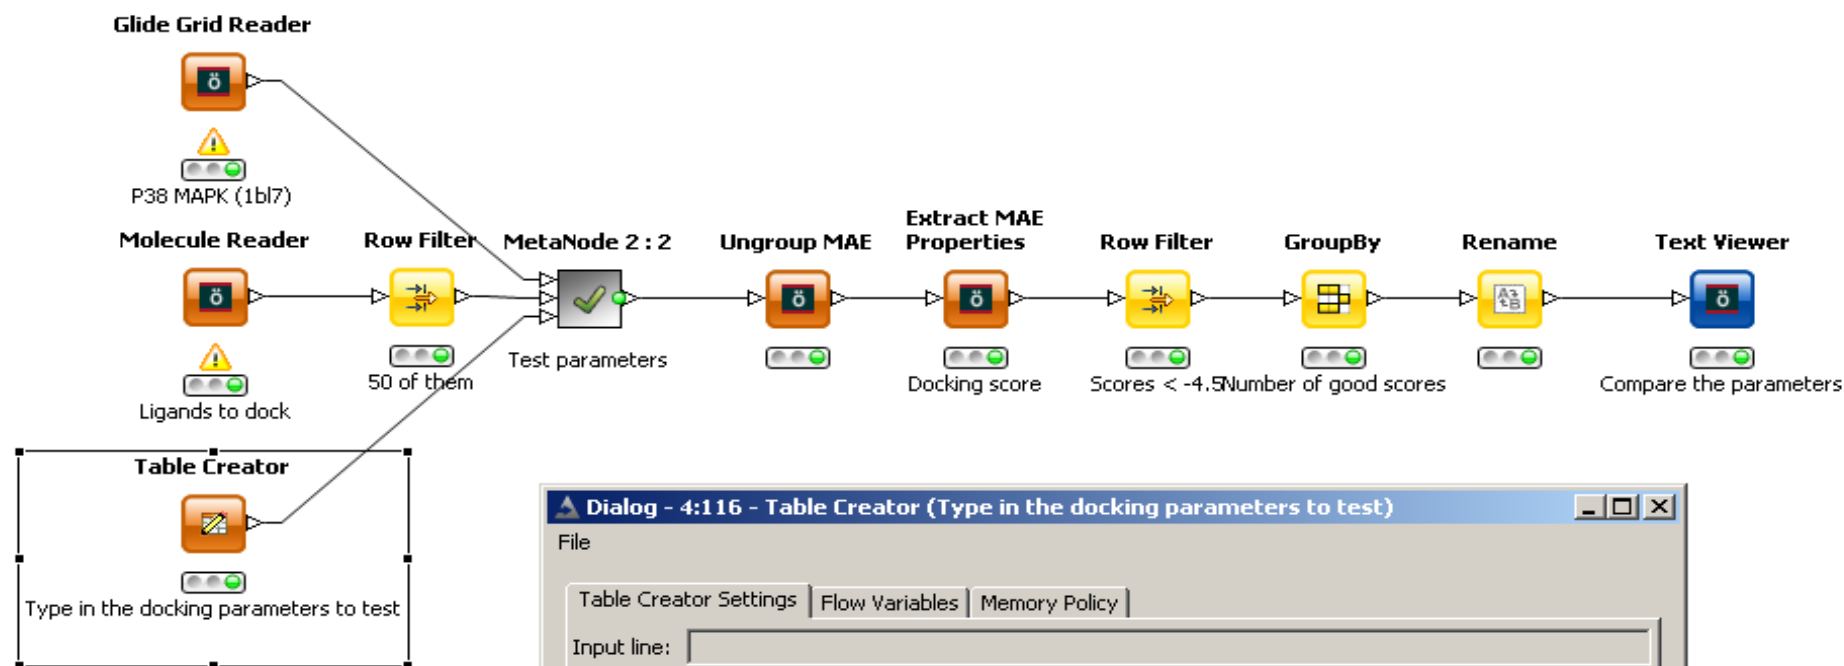 Glide Grid Reader
P38 MAPK (1bl7)
Molecule Reader
Row Filter
MetaNode 2 : 2
Ungroup MAE
Extract MAE
Properties
Row Filter
GroupBy
Rename
Text Viewer
Ligands to dock
50 of them
Test parameters
Docking score
Scores < -4.5
Number of good scores
Compare the parameters
Table Creator
Type in the docking parameters to test
Dialog - 4:116 - Table Creator (Type in the docking parameters to test)
File
Table Creator Settings
Flow Variables
Memory Policy
Input line: